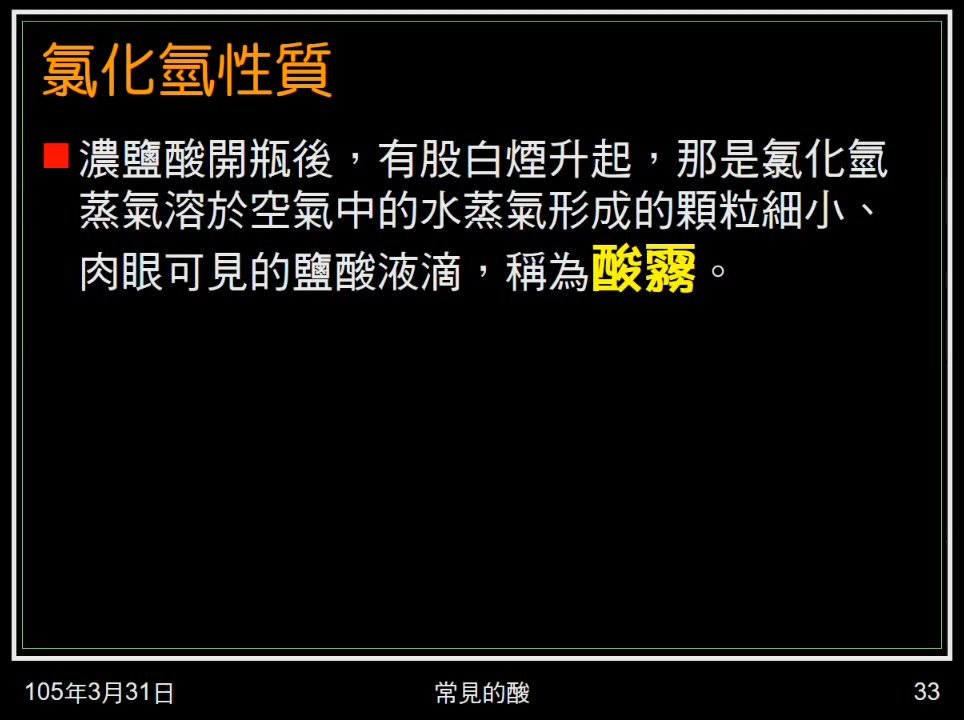 氯化氫性質
濃鹽酸開瓶後，有股白煙升起，那是氯化氫
蒸氣溶於空氣中的水蒸氣形成的顆粒細小、
肉眼可見的鹽酸液滴，稱為酸霧。
105年3月31日
常見的酸
33